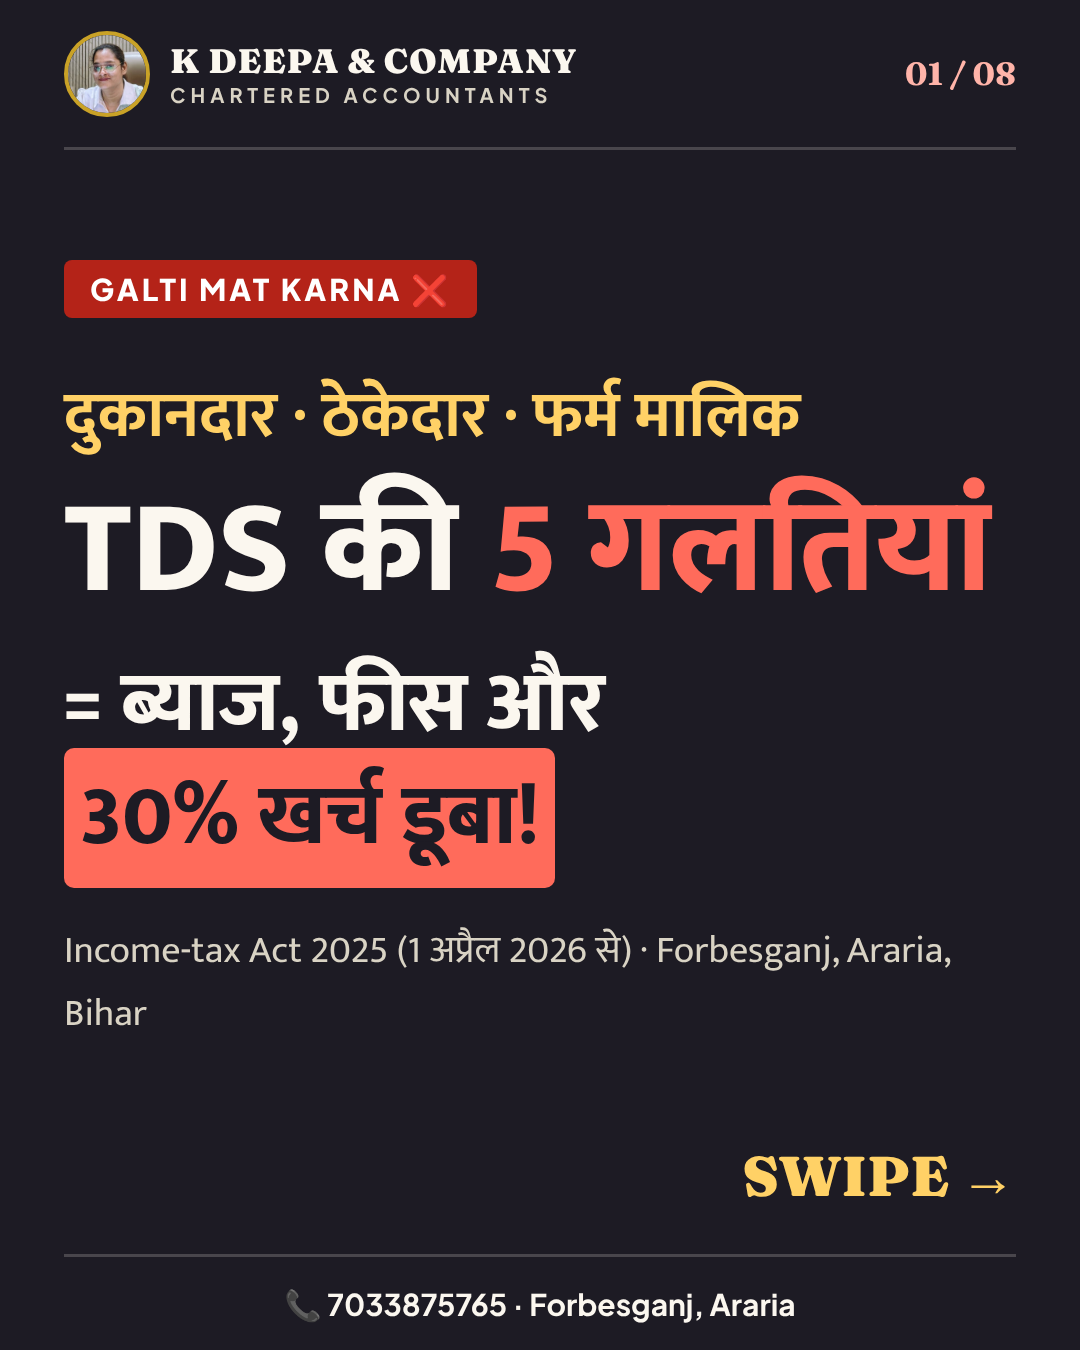 K DEEPA & COMPANY
CHARTERED ACCOUNTANTS
01 / 08
GALTI MAT KARNA ❌
दुकानदार · ठेकेदार · फर्म मालिक
TDS की 5 गलतियां
= ब्याज, फीस और
30% खर्च डूबा!
Income-tax Act 2025 (1 अप्रैल 2026 से) · Forbesganj, Araria,
Bihar
SWIPE →
📞 7033875765 · Forbesganj, Araria